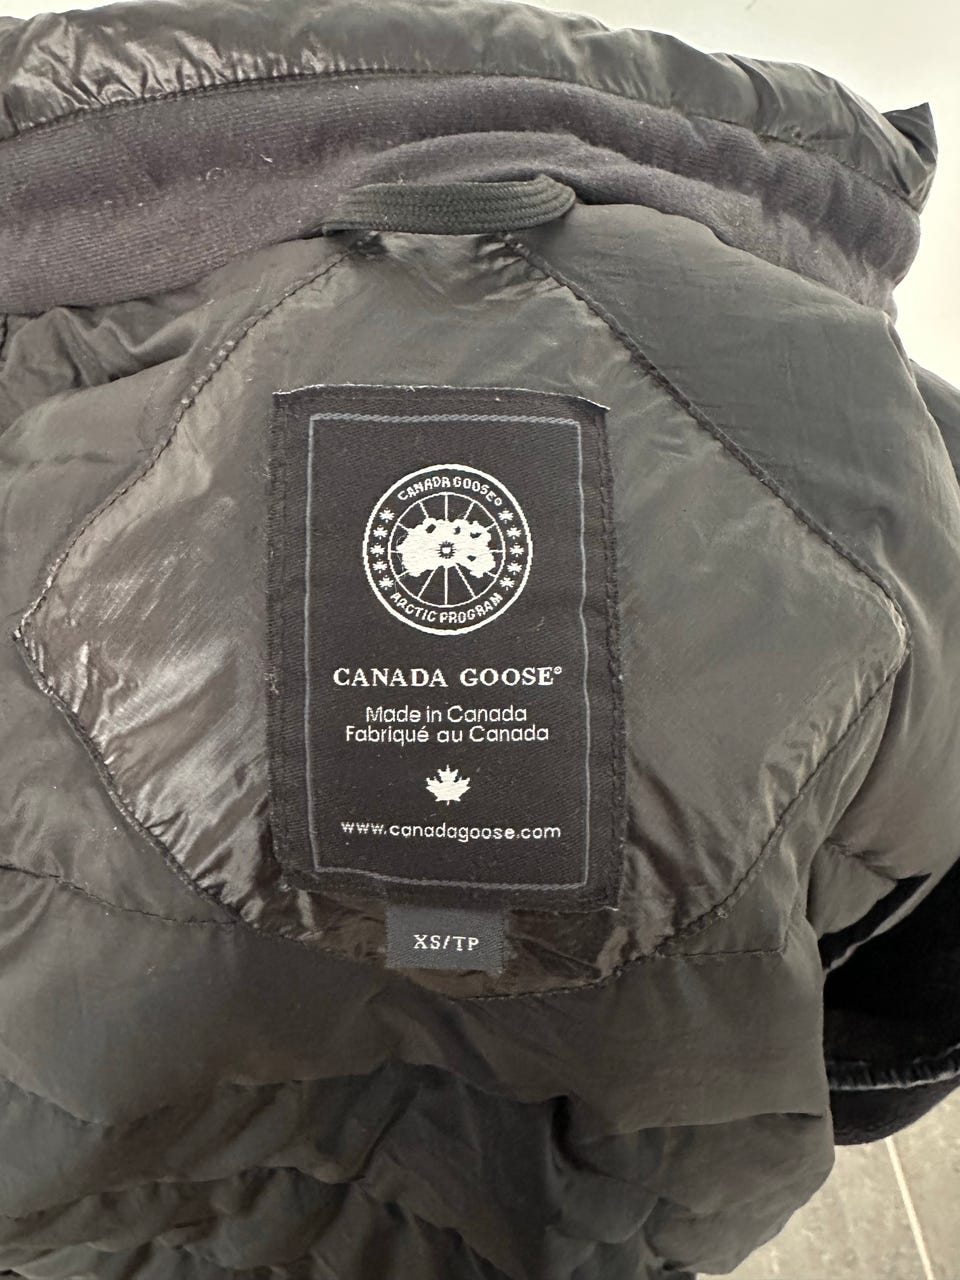 CANADA GOOSE®
ARCTIC PROGRAM
CANADA GOOSE®
Made in Canada
Fabriqué au Canada
www.canadagoose.com
XS/TP